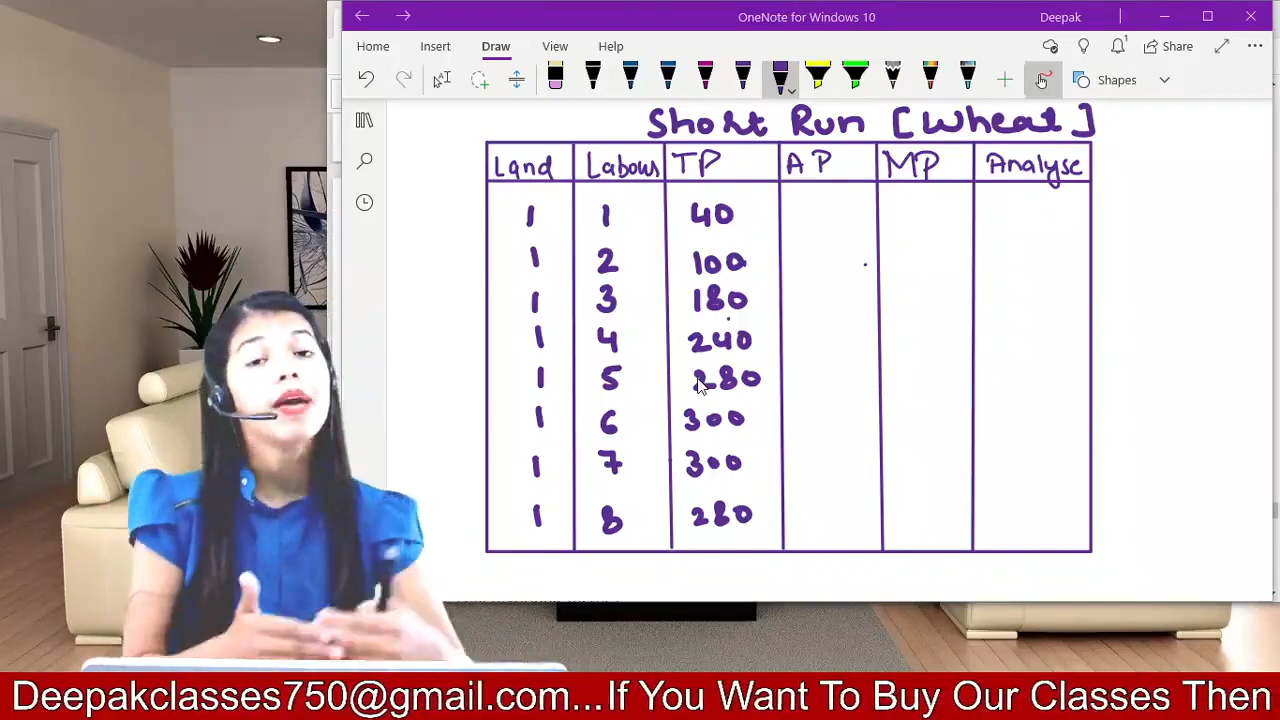 OneNote for Windows 10
Deepak
Home Insert Draw View Help
Share
Shapes
Short Run [Wheat]
Land Labour TP AP MP Analyse
1 1 40
1 2 100
1 3 180
1 4 240
1 5 280
1 6 300
1 7 300
1 8 280
Deepakclasses750@gmail.com...If You Want To Buy Our Classes Then